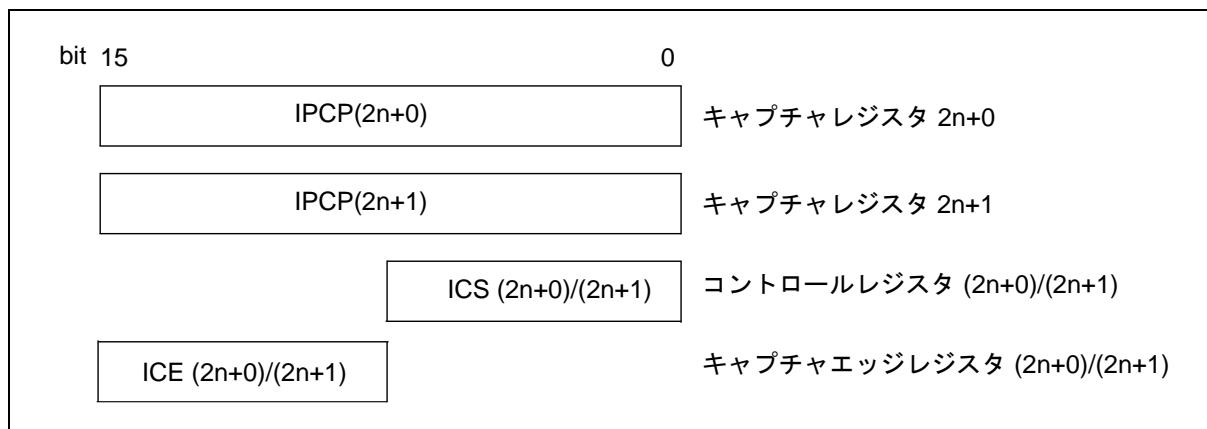 bit 15 0
IPCP(2n+0) キャプチャレジスタ 2n+0
IPCP(2n+1) キャプチャレジスタ 2n+1
ICS (2n+0)/(2n+1) コントロールレジスタ (2n+0)/(2n+1)
ICE (2n+0)/(2n+1) キャプチャエッジレジスタ (2n+0)/(2n+1)